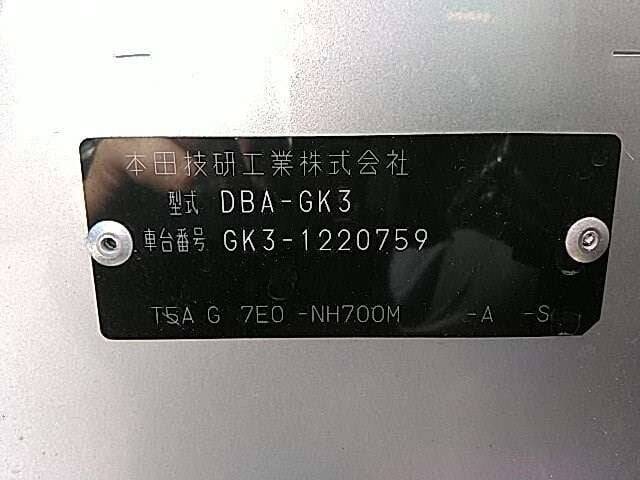 本田技研工業株式会社
型式 DBA-GK3
車台番号 GK3-1220759
T5A G 7E0 -NH700M -A -S